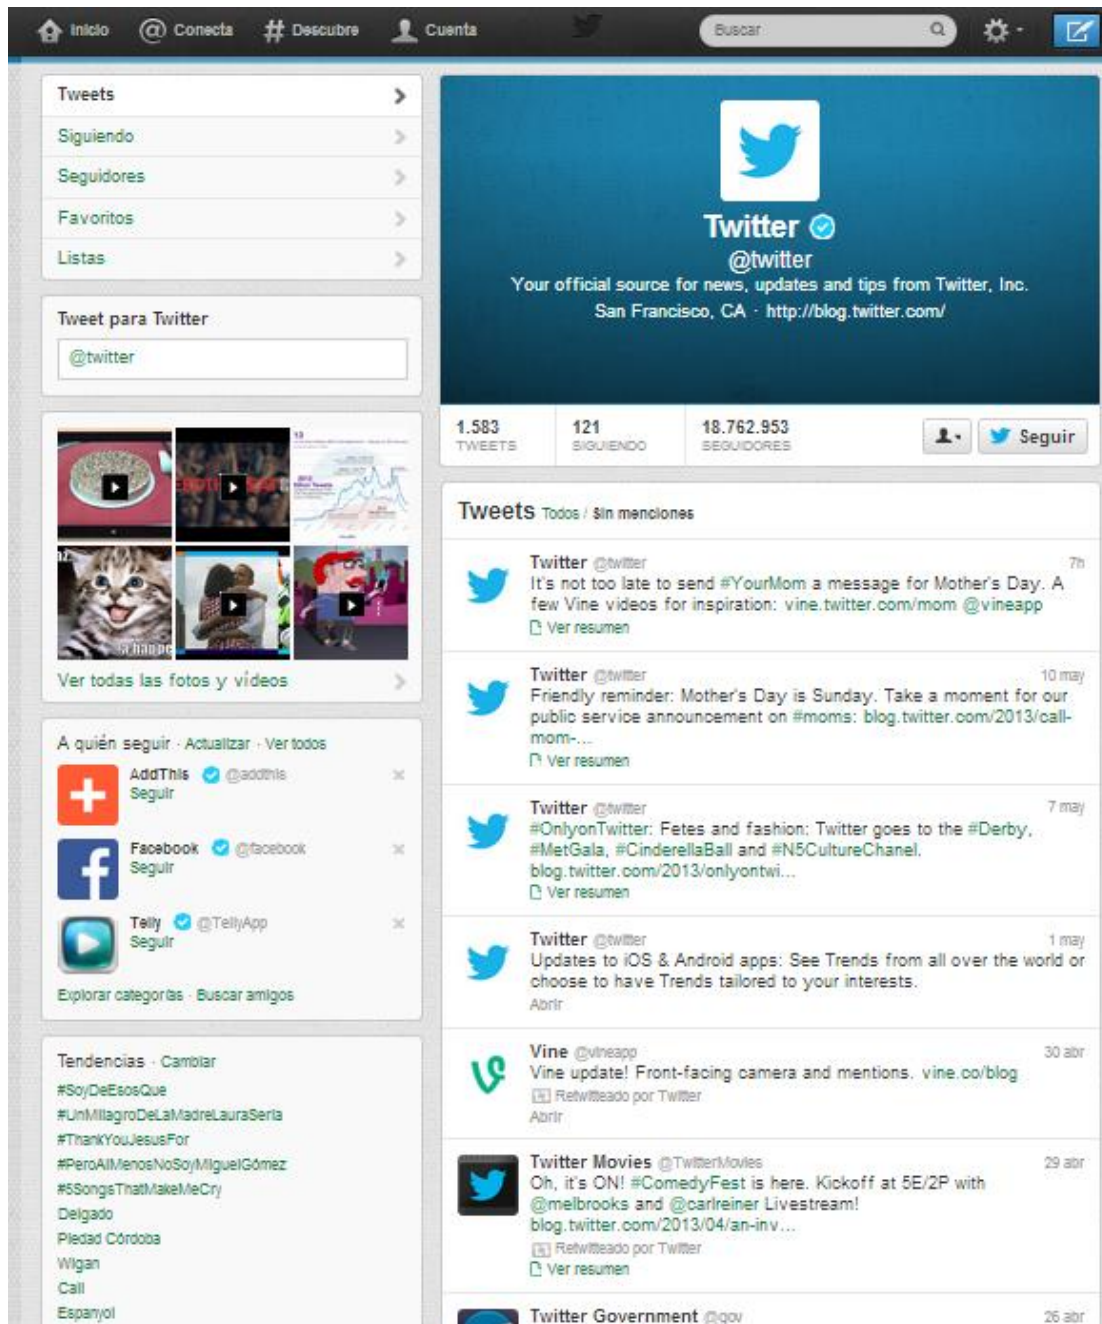 Inicio Conecta Descubre Cuenta Buscar
Tweets
Siguiendo
Seguidores
Favoritos
Listas
Tweet para Twitter
@twitter
Ver todas las fotos y vídeos
A quién seguir · Actualizar · Ver todos
AddThis @addthis
Seguir
Facebook @facebook
Seguir
Telly @TellyApp
Seguir
Explorar categorías · Buscar amigos
Tendencias · Cambiar
#SoyDeEsosQue
#UnMilagroDeLaMadreLauraSería
#ThankYouJesusFor
#PeroAlMenosNoSoyMiguelGómez
#5SongsThatMakeMeCry
Delgado
Piedad Córdoba
Wigan
Cali
Espanyol
Twitter
@twitter
Your official source for news, updates and tips from Twitter, Inc.
San Francisco, CA · http://blog.twitter.com/
1.583 121 18.762.953
TWEETS SIGUIENDO SEGUIDORES
Seguir
Tweets Todos / Sin menciones
Twitter @twitter 7h
It's not too late to send #YourMom a message for Mother's Day. A
few Vine videos for inspiration: vine.twitter.com/mom @vineapp
Ver resumen
Twitter @twitter 10 may
Friendly reminder: Mother's Day is Sunday. Take a moment for our
public service announcement on #moms: blog.twitter.com/2013/call-
mom-...
Ver resumen
Twitter @twitter 7 may
#OnlyonTwitter: Fetes and fashion: Twitter goes to the #Derby,
#MetGala, #CinderellaBall and #N5CultureChanel.
blog.twitter.com/2013/onlyontwi...
Ver resumen
Twitter @twitter 1 may
Updates to iOS & Android apps: See Trends from all over the world or
choose to have Trends tailored to your interests.
Abrir
Vine @vineapp 30 abr
Vine update! Front-facing camera and mentions. vine.co/blog
Retwitteado por Twitter
Abrir
Twitter Movies @TwitterMovies 29 abr
Oh, it's ON! #ComedyFest is here. Kickoff at 5E/2P with
@melbrooks and @carlreiner Livestream!
blog.twitter.com/2013/04/an-inv...
Retwitteado por Twitter
Ver resumen
Twitter Government @gov 26 abr